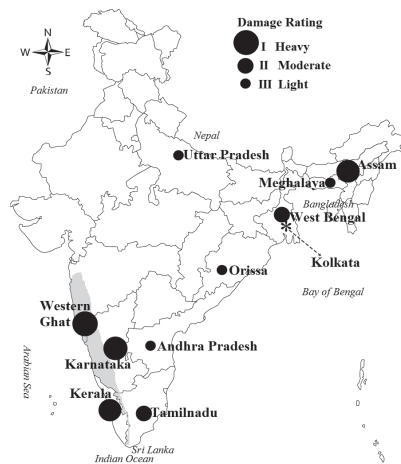 Damage Rating
I Heavy
II Moderate
III Light
N
W E
S
Pakistan
Nepal
Uttar Pradesh
Assam
Meghalaya
Bangladesh
West Bengal
*
Kolkata
Orissa
Bay of Bengal
Western
Ghat
Andhra Pradesh
Karnataka
Arabian Sea
Kerala
Tamilnadu
Sri Lanka
Indian Ocean